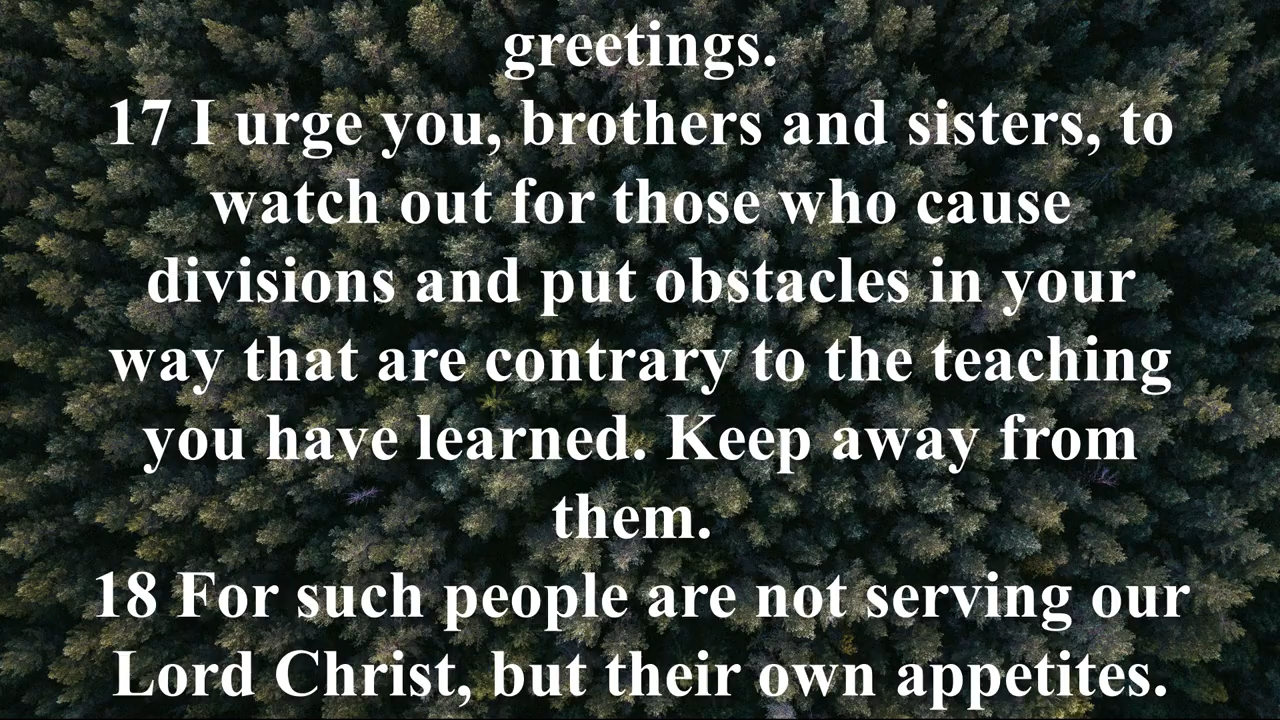 greetings.
17 I urge you, brothers and sisters, to
watch out for those who cause
divisions and put obstacles in your
way that are contrary to the teaching
you have learned. Keep away from
them.
18 For such people are not serving our
Lord Christ, but their own appetites.